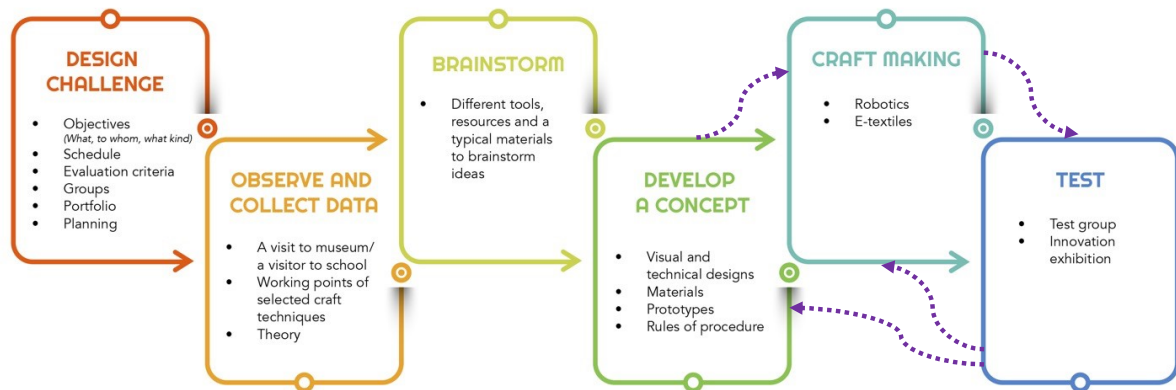 DESIGN
CHALLENGE
• Objectives
(What, to whom, what kind)
• Schedule
• Evaluation criteria
• Groups
• Portfolio
• Planning
OBSERVE AND
COLLECT DATA
• A visit to museum/
a visitor to school
• Working points of
selected craft
techniques
• Theory
BRAINSTORM
• Different tools,
resources and a
typical materials
to brainstorm
ideas
DEVELOP
A CONCEPT
• Visual and
technical designs
• Materials
• Prototypes
• Rules of procedure
CRAFT MAKING
• Robotics
• E-textiles
TEST
• Test group
• Innovation
exhibition